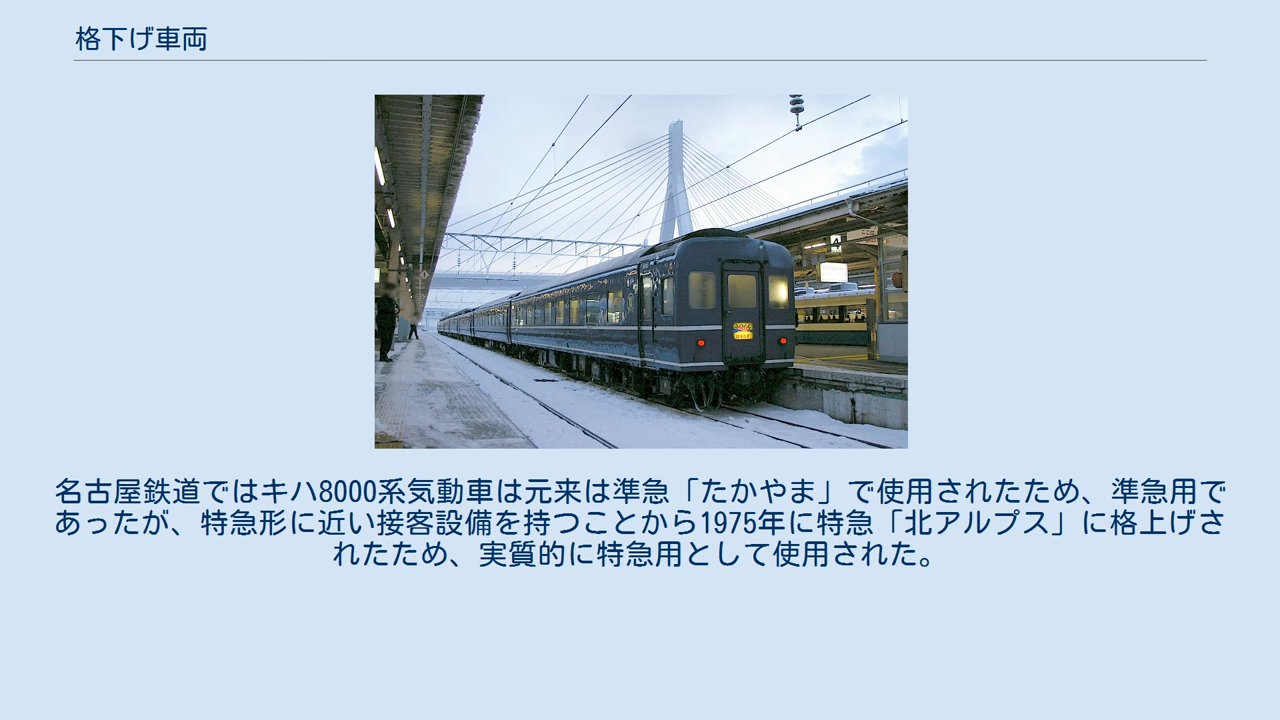 格下げ車両
4
名古屋鉄道ではキハ8000系気動車は元来は準急「たかやま」で使用されたため、準急用で
あったが、特急形に近い接客設備を持つことから1975年に特急「北アルプス」に格上げさ
れたため、実質的に特急用として使用された。